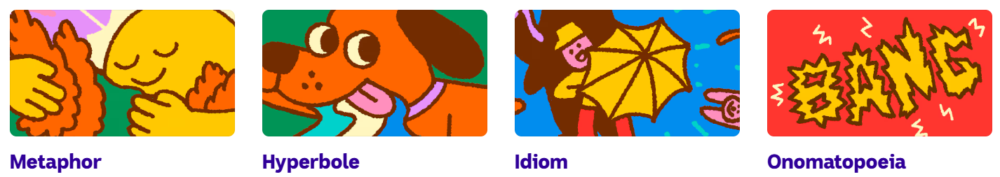 BANG
Metaphor
Hyperbole
Idiom
Onomatopoeia